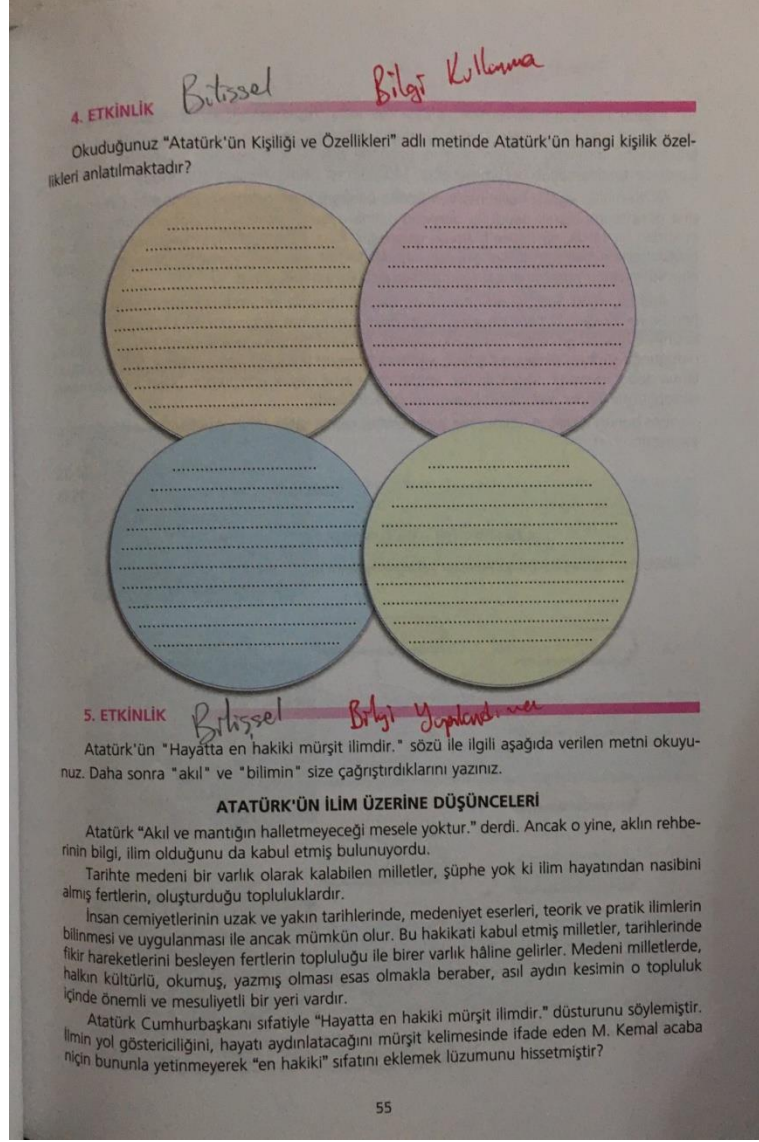 Bilissel Bilgi Kullanma
4. ETKİNLİK
Okuduğunuz "Atatürk'ün Kişiliği ve Özellikleri" adlı metinde Atatürk'ün hangi kişilik özel-
likleri anlatılmaktadır?
5. ETKİNLİK Bilişsel Bilgi Yapılandırma
Atatürk'ün "Hayatta en hakiki mürşit ilimdir." sözü ile ilgili aşağıda verilen metni okuyu-
nuz. Daha sonra "akıl" ve "bilimin" size çağrıştırdıklarını yazınız.
ATATÜRK'ÜN İLİM ÜZERİNE DÜŞÜNCELERİ
Atatürk "Akıl ve mantığın halletmeyeceği mesele yoktur." derdi. Ancak o yine, aklın rehbe-
rinin bilgi, ilim olduğunu da kabul etmiş bulunuyordu.
Tarihte medeni bir varlık olarak kalabilen milletler, şüphe yok ki ilim hayatından nasibini
almış fertlerin, oluşturduğu topluluklardır.
İnsan cemiyetlerinin uzak ve yakın tarihlerinde, medeniyet eserleri, teorik ve pratik ilimlerin
bilinmesi ve uygulanması ile ancak mümkün olur. Bu hakikati kabul etmiş milletler, tarihlerinde
fikir hareketlerini besleyen fertlerin topluluğu ile birer varlık hâline gelirler. Medeni milletlerde,
halkın kültürlü, okumuş, yazmış olması esas olmakla beraber, asıl aydın kesimin o topluluk
içinde önemli ve mesuliyetli bir yeri vardır.
Atatürk Cumhurbaşkanı sıfatiyle "Hayatta en hakiki mürşit ilimdir." düsturunu söylemiştir.
İlmin yol göstericiliğini, hayatı aydınlatacağını mürşit kelimesinde ifade eden M. Kemal acaba
niçin bununla yetinmeyerek "en hakiki" sıfatını eklemek lüzumunu hissetmiştir?
55